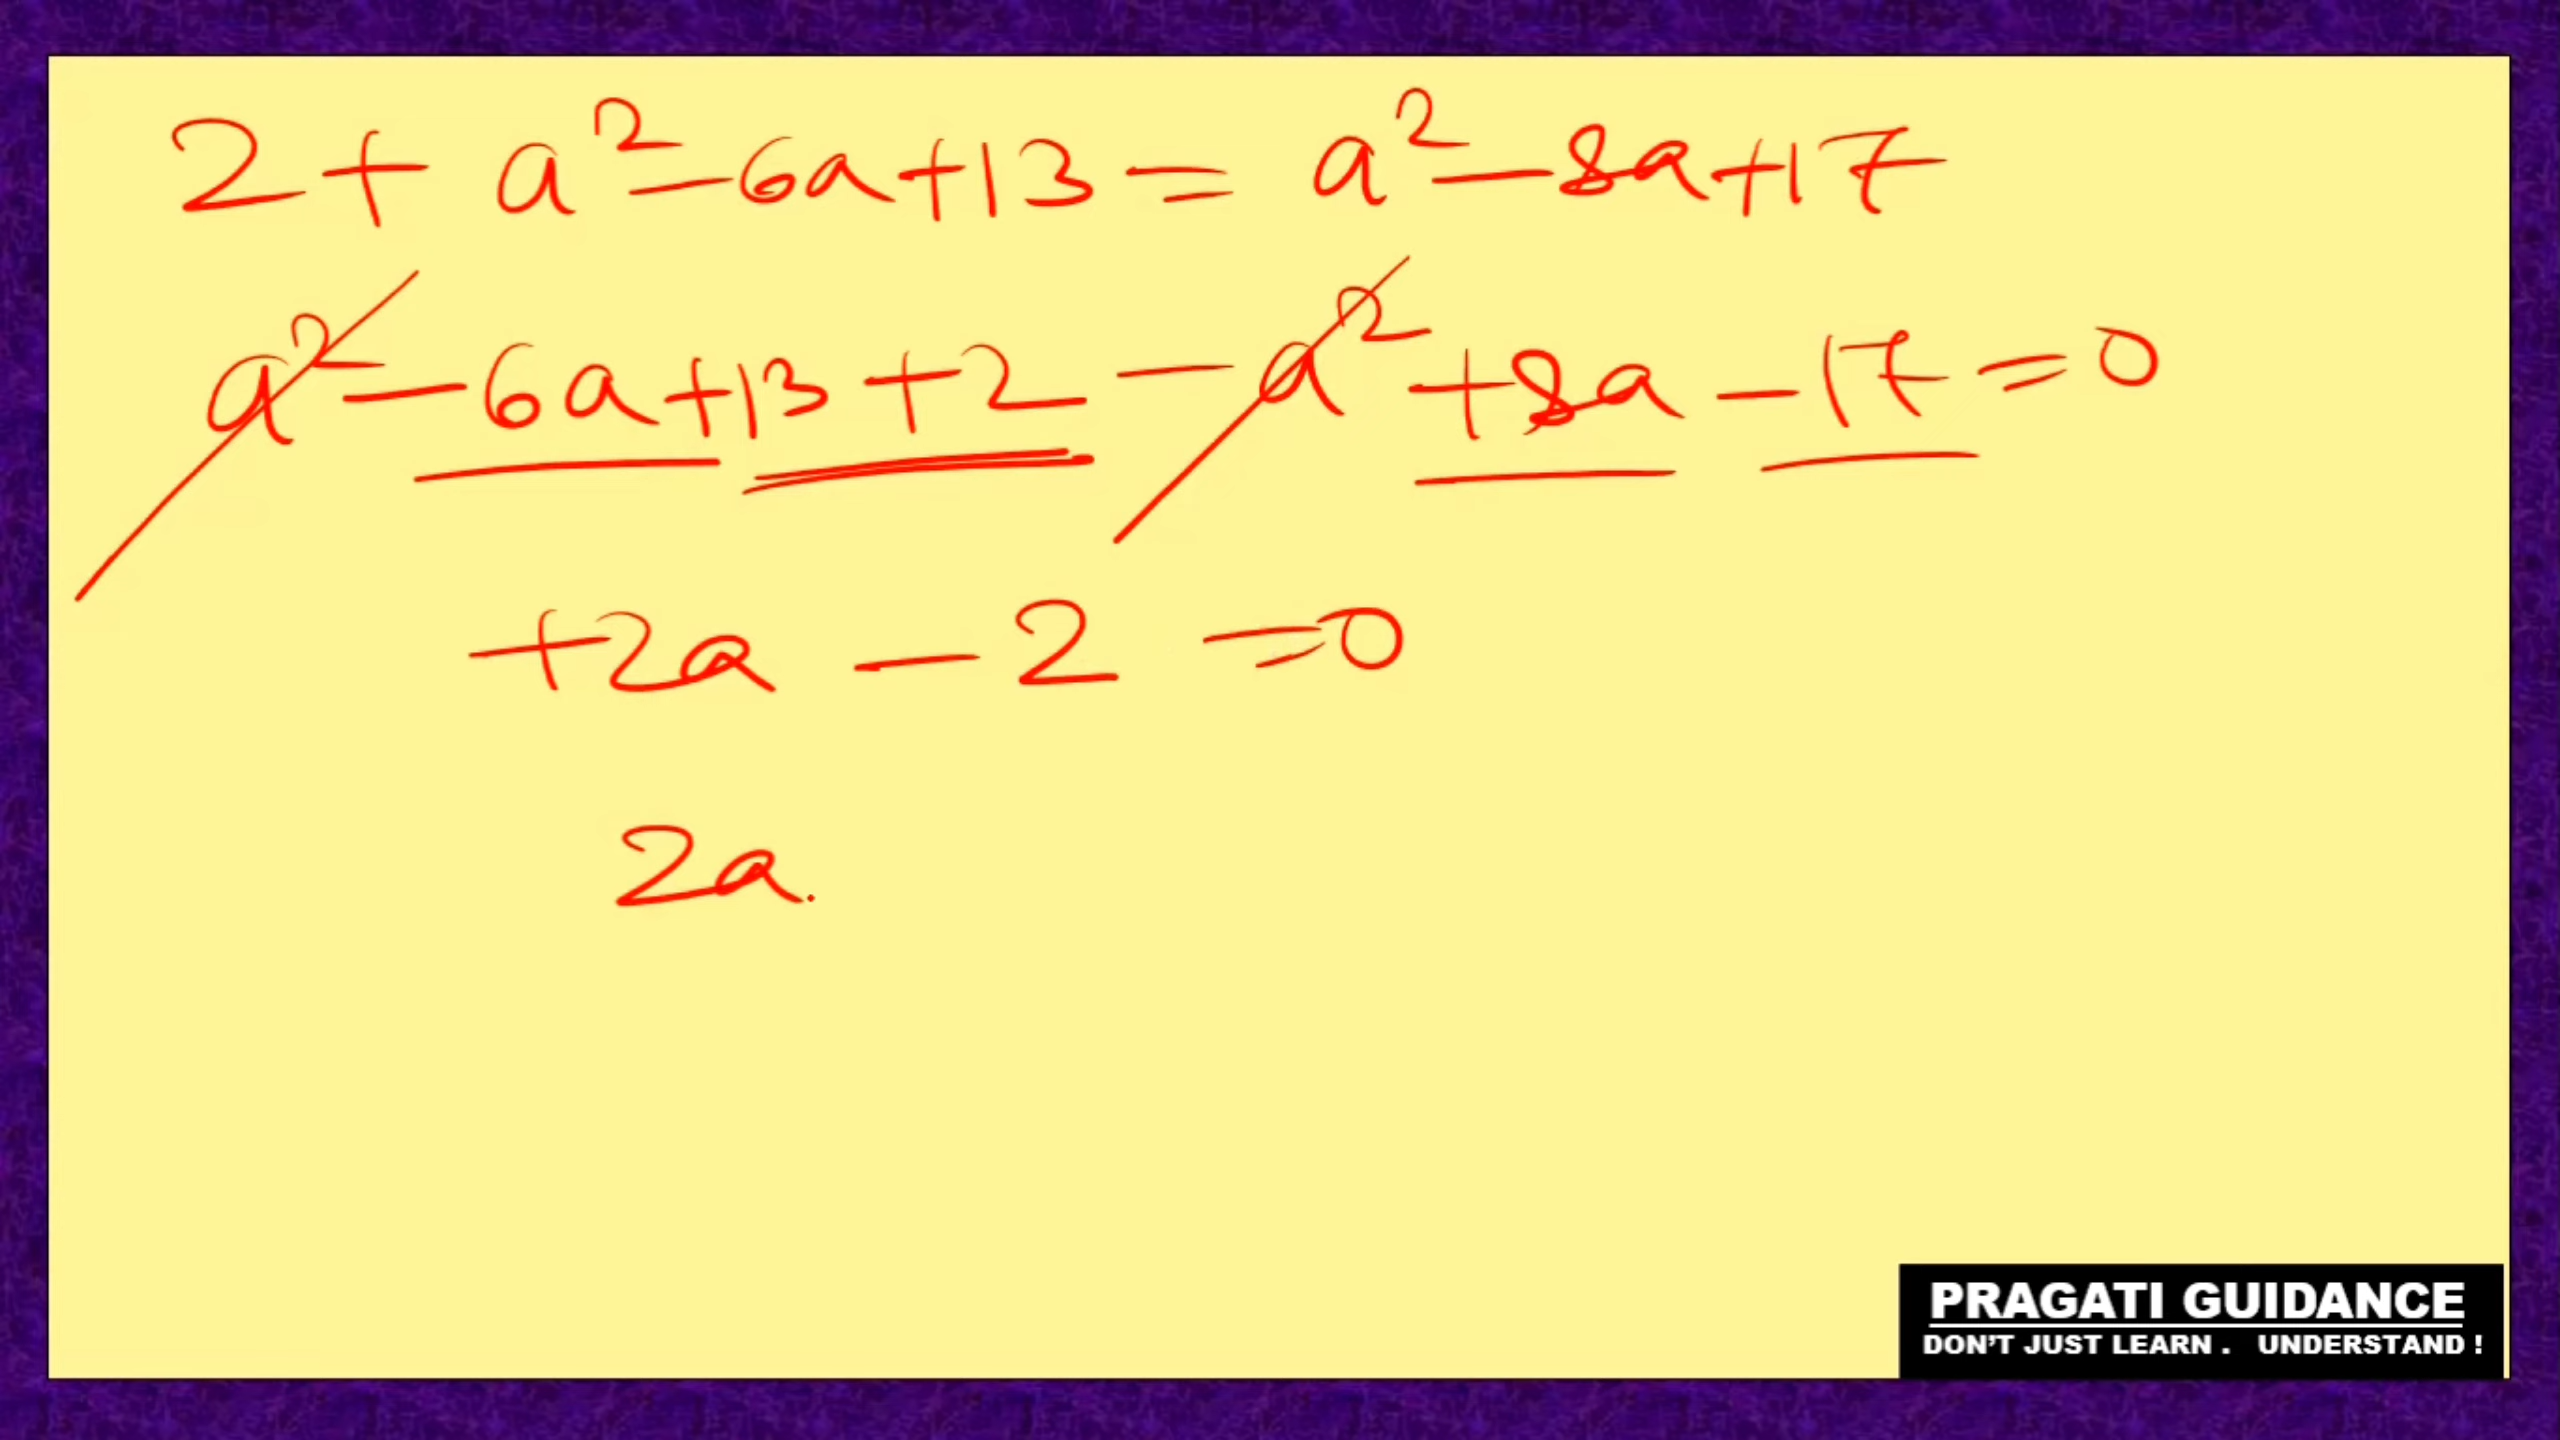 2 + a² - 6a + 13 = a² - 8a + 17
a² - 6a + 13 + 2 - a² + 8a - 17 = 0
+2a - 2 = 0
2a
PRAGATI GUIDANCE
DON'T JUST LEARN . UNDERSTAND !